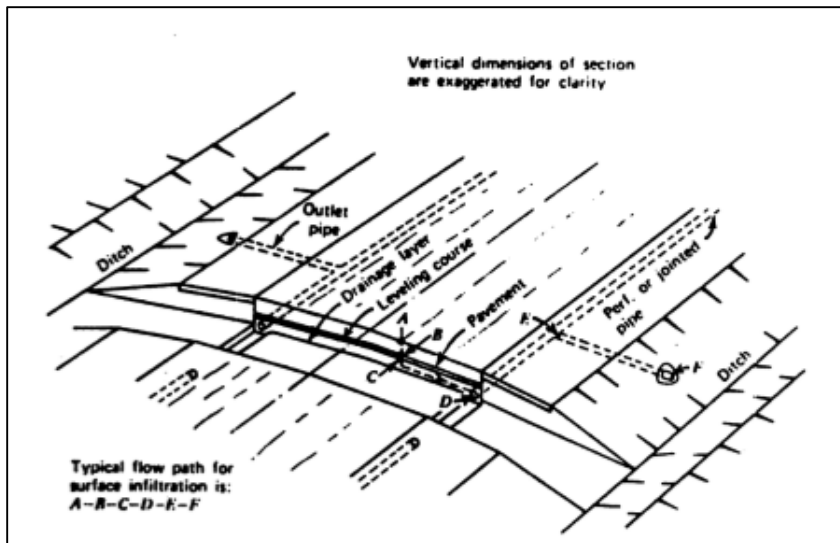 Vertical dimensions of section
are exaggerated for clarity
Outlet
pipe
Ditch
Drainage layer
Leveling course
Pavement
Perf. or jointed
pipe
A
B
C
D
E
F
Ditch
Typical flow path for
surface infiltration is:
A-B-C-D-E-F